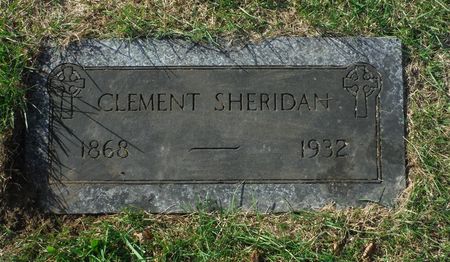 CLEMENT SHERIDAN
1868 — 1932